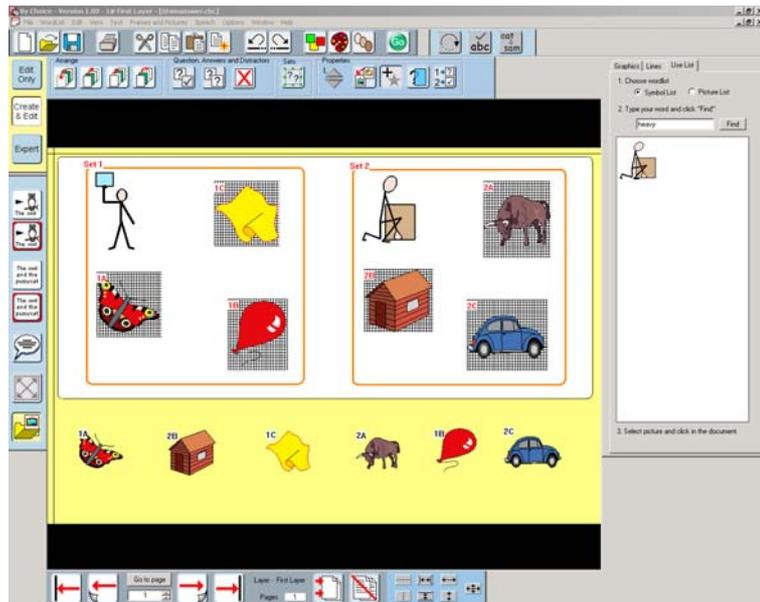 By Choice - Version 1.00 - 1# First Layer - [Itemanswer.cbc]
File WordList Edit View Text Frames and Pictures Speech Options Window Help
abc
cat
sam
Edit
Only
Create
& Edit
Expert
Arrange
Question, Answers and Distractors
Sets
Properties
Graphics Lines Use List
1. Choose wordlist
Symbol List Picture List
2. Type your word and click "Find"
heavy Find
3. Select picture and click in the document
The owl
The owl
The owl
and the
pussycat
The owl
and the
pussycat
Set 1
1C
1A
1B
Set 2
2A
2B
2C
1A 2B 1C 2A 1B 2C
Go to page
1
Layer - First Layer
Pages 1